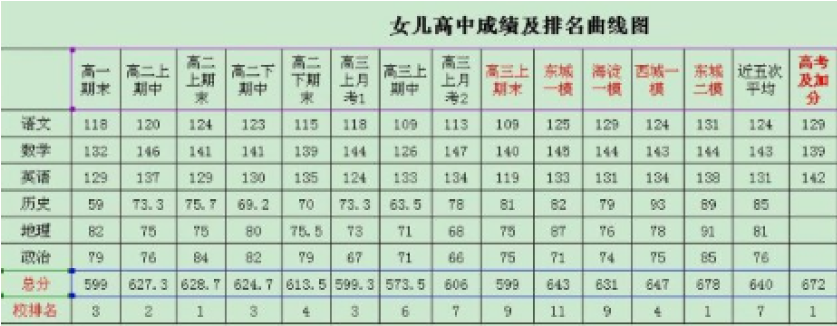 女儿高中成绩及排名曲线图
高一期末 高二上期中 高二上期末 高二下期中 高二下期末 高三上月考1 高三上期中 高三上月考2 高三上期末 东城一模 海淀一模 西城一模 东城二模 近五次平均 高考及加分
语文 118 120 124 123 115 118 109 113 109 125 129 124 131 124 129
数学 132 146 141 141 139 144 126 147 140 145 144 143 144 143 139
英语 129 137 129 130 135 124 133 134 119 133 131 134 138 131 142
历史 59 73.3 75.7 69.2 70 73.3 63.5 78 81 82 79 93 89 85
地理 82 75 75 80 75.5 73 71 68 75 87 76 78 91 81
政治 79 76 84 82 79 67 71 66 75 71 74 75 85 76
总分 599 627.3 628.7 624.7 613.5 599.3 573.5 606 599 643 631 647 678 640 672
校排名 3 2 1 3 4 3 6 7 9 11 9 4 1 7 1